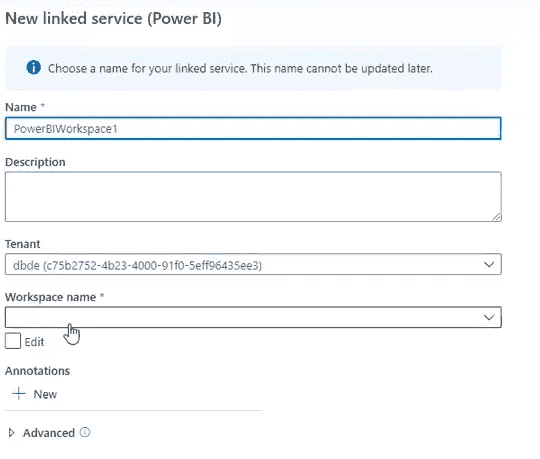 New linked service (Power BI)
Choose a name for your linked service. This name cannot be updated later.
Name *
PowerBIWorkspace1
Description
Tenant
dbde (c75b2752-4b23-4000-91f0-5eff96435ee3)
Workspace name *
Edit
Annotations
New
Advanced